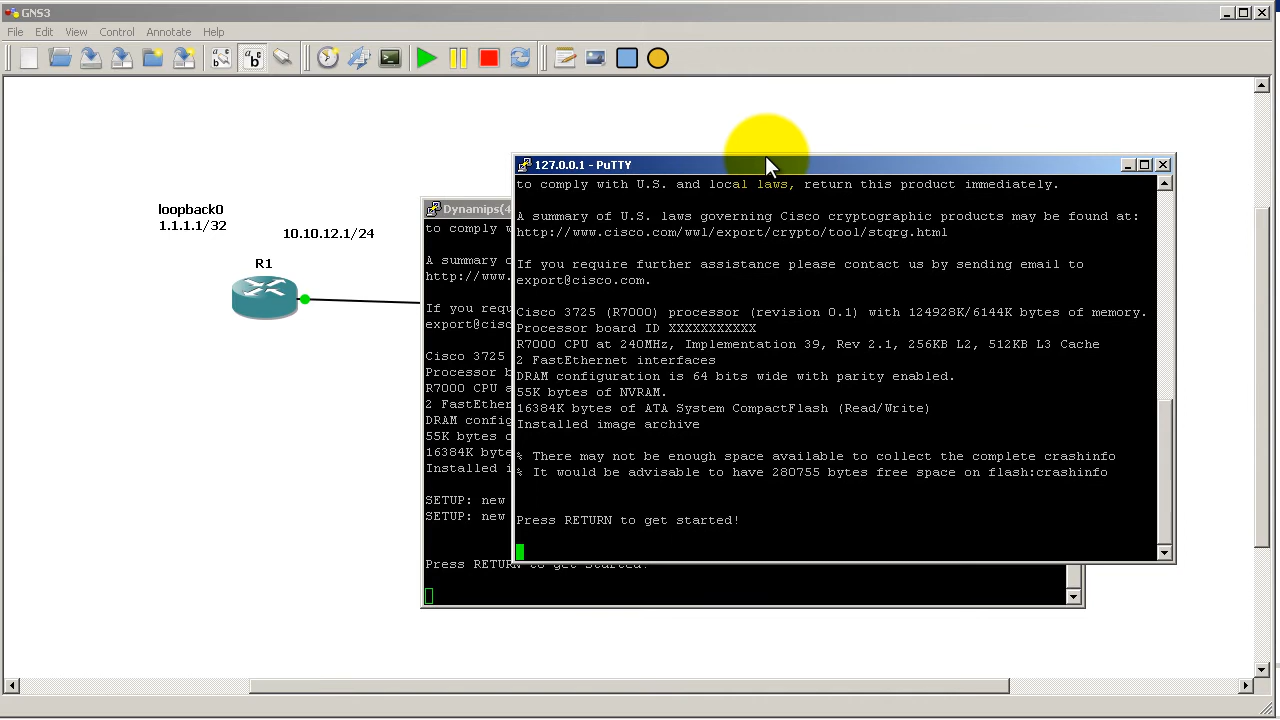 GNS3
File Edit View Control Annotate Help
loopback0
1.1.1.1/32
10.10.12.1/24
R1
Dynamips(4
to comply w
A summary o
http://www.
If you requ
export@cisc
Cisco 3725
Processor b
R7000 CPU a
2 FastEther
DRAM config
55K bytes o
16384K byte
Installed i
SETUP: new
SETUP: new
Press RETURN to get started!
127.0.0.1 - PuTTY
to comply with U.S. and local laws, return this product immediately.
A summary of U.S. laws governing Cisco cryptographic products may be found at:
http://www.cisco.com/wwl/export/crypto/tool/stqrg.html
If you require further assistance please contact us by sending email to
export@cisco.com.
Cisco 3725 (R7000) processor (revision 0.1) with 124928K/6144K bytes of memory.
Processor board ID XXXXXXXXXXX
R7000 CPU at 240MHz, Implementation 39, Rev 2.1, 256KB L2, 512KB L3 Cache
2 FastEthernet interfaces
DRAM configuration is 64 bits wide with parity enabled.
55K bytes of NVRAM.
16384K bytes of ATA System CompactFlash (Read/Write)
Installed image archive
% There may not be enough space available to collect the complete crashinfo
% It would be advisable to have 280755 bytes free space on flash:crashinfo
Press RETURN to get started!